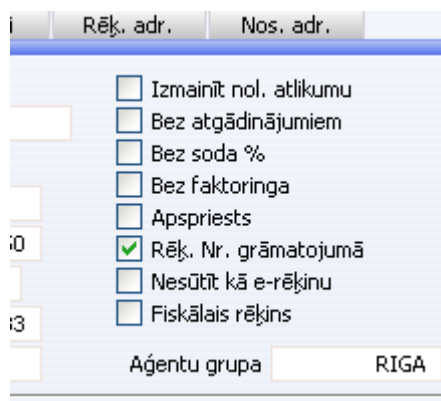 Rēķ. adr. Nos. adr.
Izmainīt nol. atlikumu
Bez atgādinājumiem
Bez soda %
Bez faktoringa
Apspriests
Rēķ. Nr. grāmatojumā
Nesūtīt kā e-rēķinu
Fiskālais rēķins
Aģentu grupa RIGA